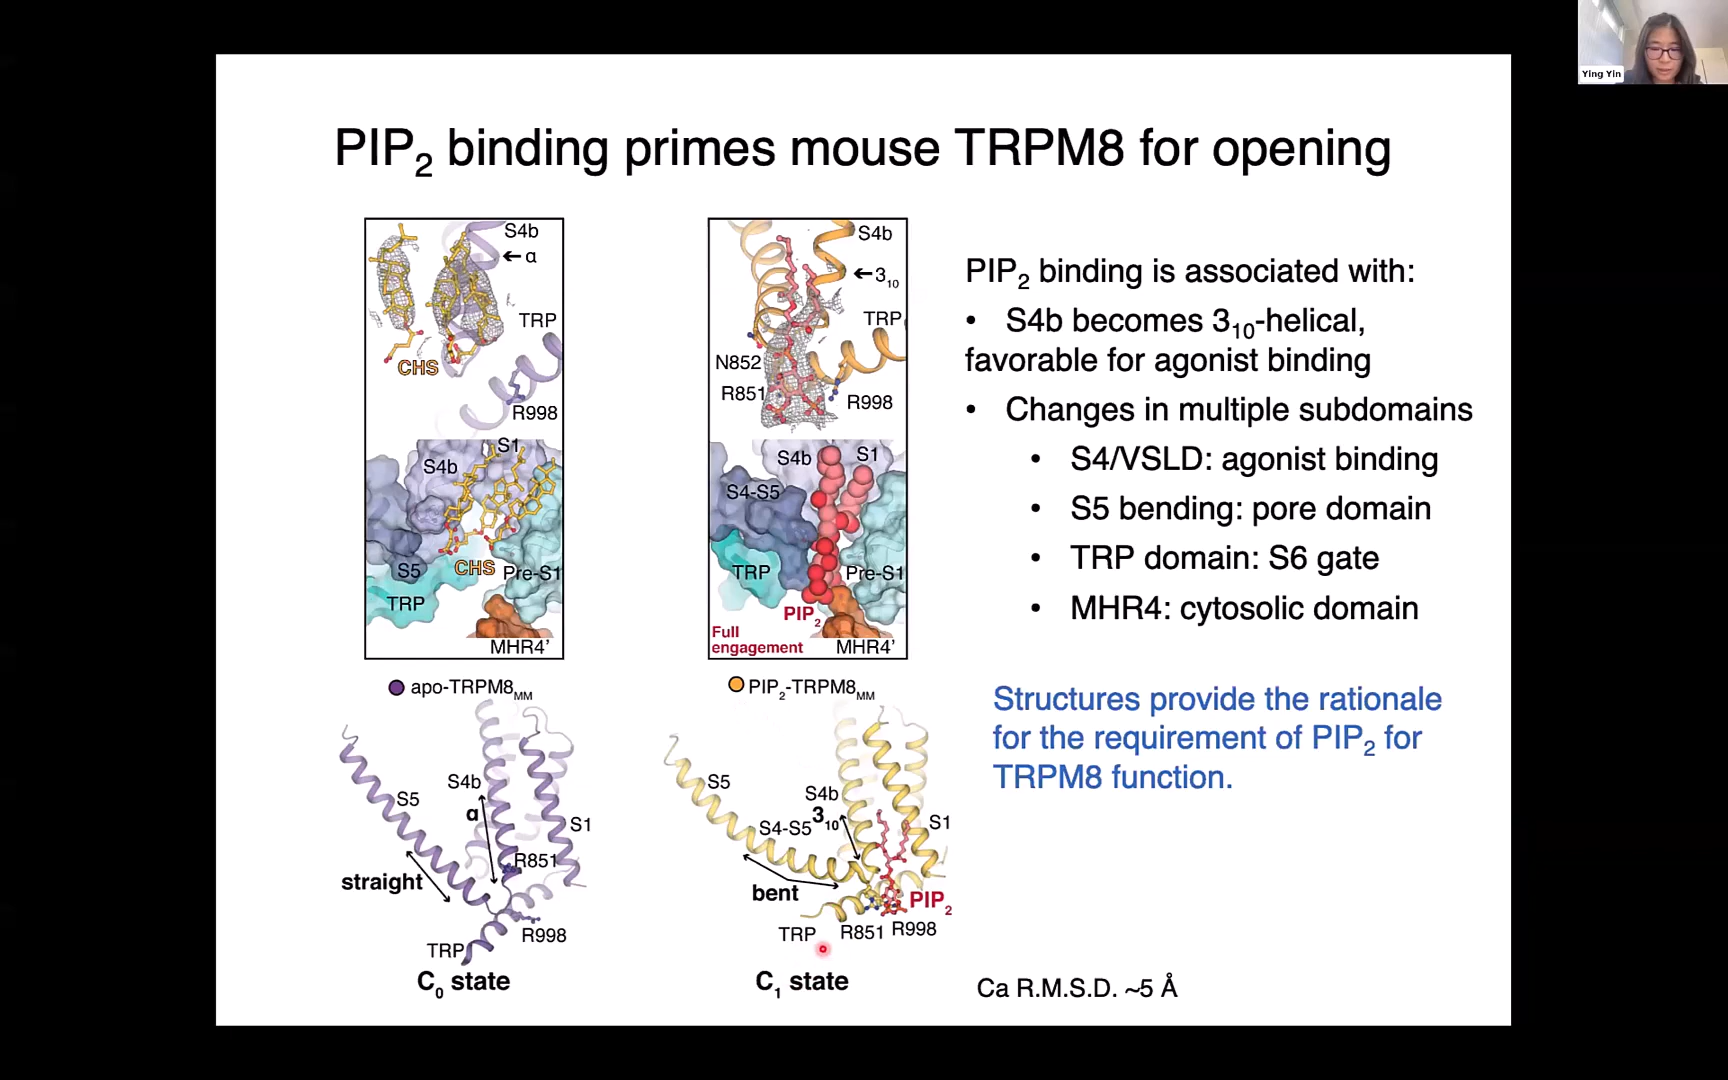 Ying Yin
PIP2 binding primes mouse TRPM8 for opening
S4b
←α
TRP
CHS
R998
S1
S4b
S5
CHS
Pre-S1
TRP
MHR4'
S4b
←3₁₀
TRP
N852
R851
R998
S4b
S1
S4-S5
TRP
Pre-S1
PIP₂
Full
engagement
MHR4'
apo-TRPM8MM
PIP₂-TRPM8MM
S4b
S5
α
S1
R851
straight
R998
TRP
C₀ state
S5
S4b
3₁₀
S4-S5
S1
bent
PIP₂
TRP
R851
R998
C₁ state
PIP₂ binding is associated with:
• S4b becomes 3₁₀-helical,
favorable for agonist binding
• Changes in multiple subdomains
• S4/VSLD: agonist binding
• S5 bending: pore domain
• TRP domain: S6 gate
• MHR4: cytosolic domain
Structures provide the rationale
for the requirement of PIP₂ for
TRPM8 function.
Ca R.M.S.D. ~5 Å